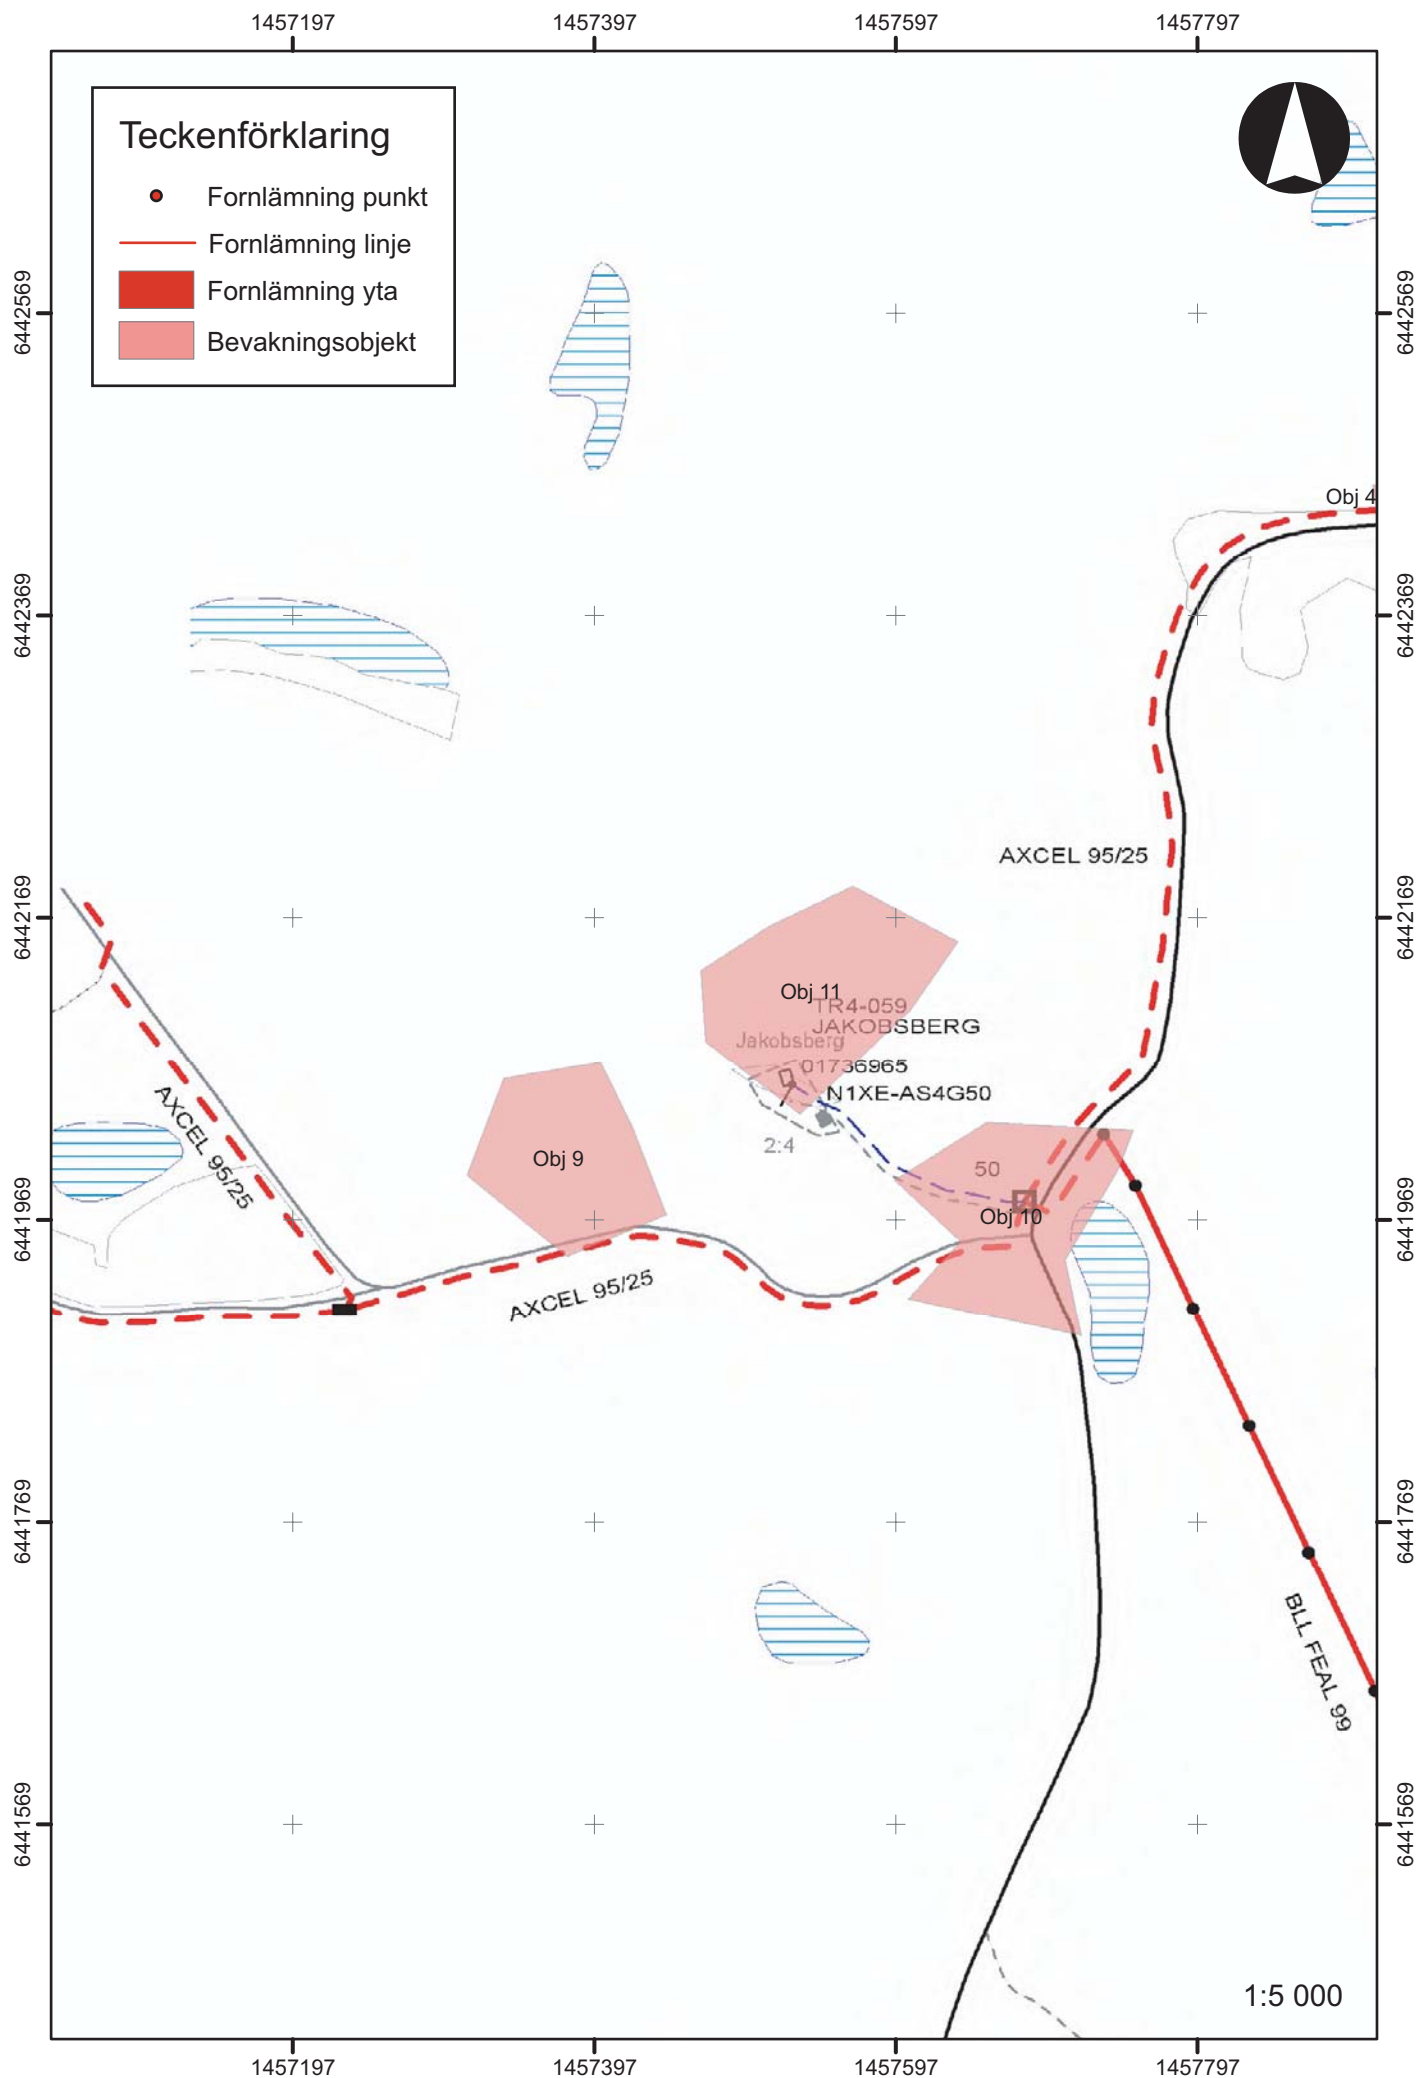 1457197
1457397
1457597
1457797
Teckenförklaring
Fornlämning punkt
Fornlämning linje
Fornlämning yta
Bevakningsobjekt
6442569
6442569
Obj 4
6442369
6442369
AXCEL 95/25
6442169
6442169
Obj 11
TR4-059
JAKOBSBERG
Jakobsberg
01736965
N1XE-AS4G50
2:4
AXCEL 95/25
Obj 9
50
Obj 10
6441969
6441969
AXCEL 95/25
6441769
6441769
BLL FEAL 99
6441569
6441569
1:5 000
1457197
1457397
1457597
1457797